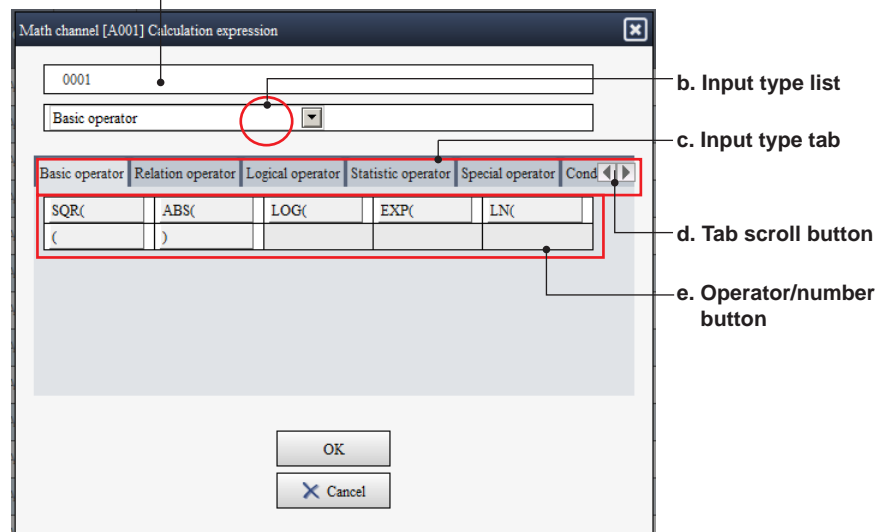 Math channel [A001] Calculation expression
0001
b. Input type list
Basic operator
c. Input type tab
Basic operator Relation operator Logical operator Statistic operator Special operator Cond
SQR( ABS( LOG( EXP( LN(
( )
d. Tab scroll button
e. Operator/number
button
OK
Cancel